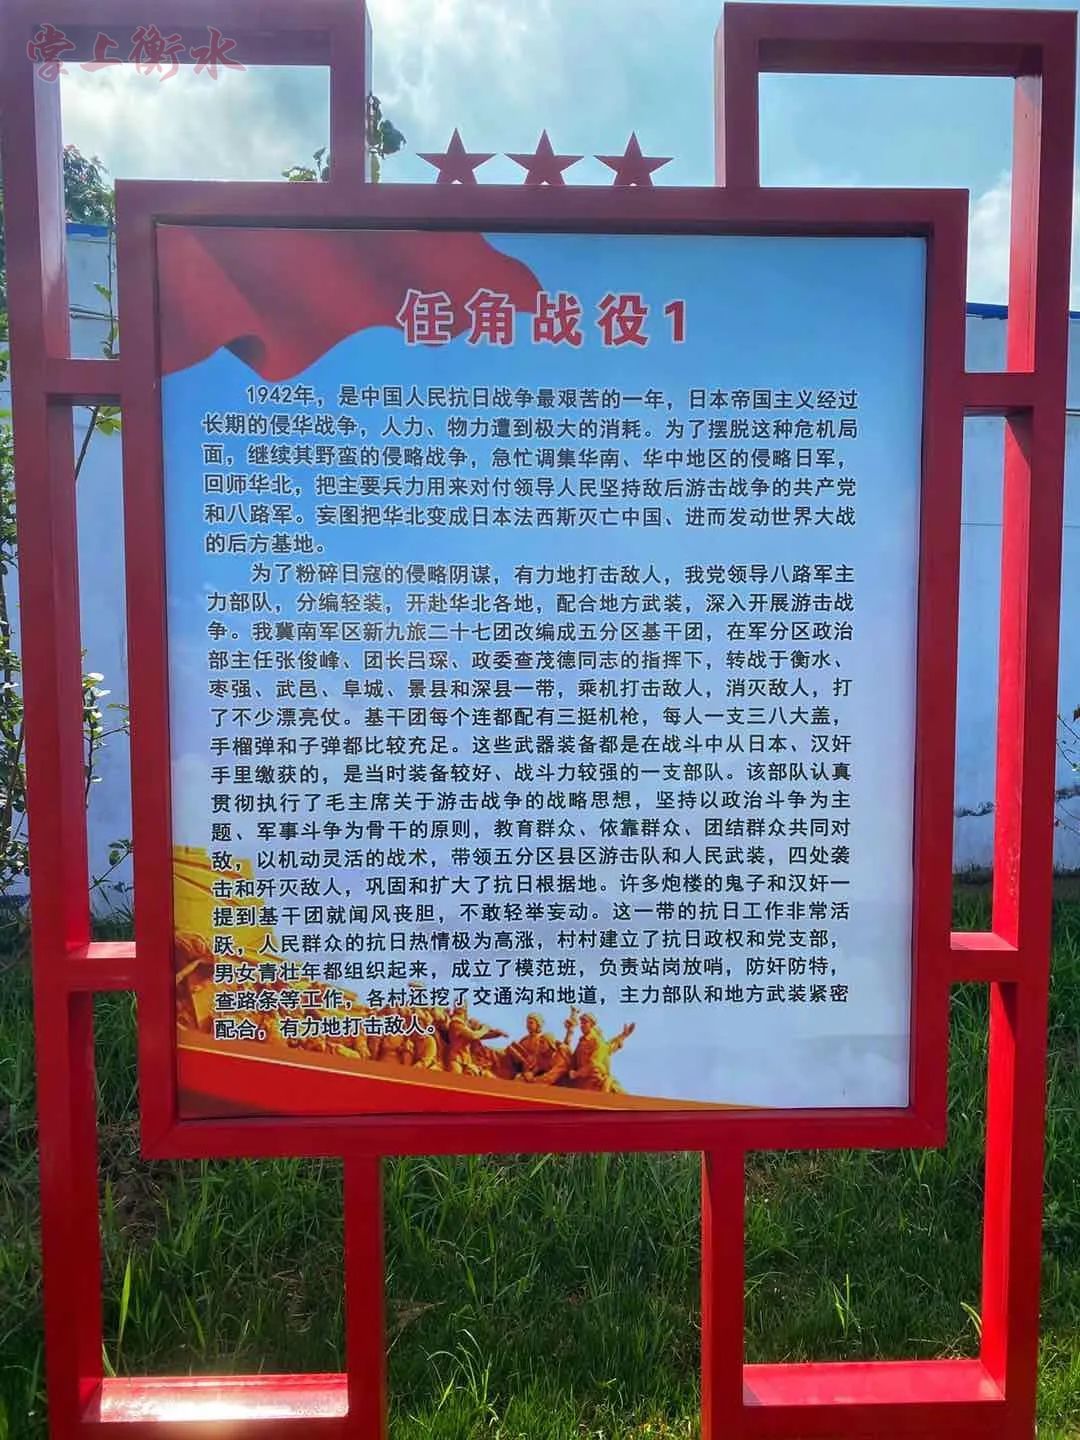 掌上衡水
任角战役1
1942年，是中国人民抗日战争最艰苦的一年，日本帝国主义经过
长期的侵华战争，人力、物力遭到极大的消耗。为了摆脱这种危机局
面，继续其野蛮的侵略战争，急忙调集华南、华中地区的侵略日军，
回师华北，把主要兵力用来对付领导人民坚持敌后游击战争的共产党
和八路军。妄图把华北变成日本法西斯灭亡中国、进而发动世界大战
的后方基地。
为了粉碎日寇的侵略阴谋，有力地打击敌人，我党领导八路军主
力部队，分编轻装，开赴华北各地，配合地方武装，深入开展游击战
争。我冀南军区新九旅二十七团改编成五分区基干团，在军分区政治
部主任张俊峰、团长吕琛、政委查茂德同志的指挥下，转战于衡水、
枣强、武邑、阜城、景县和深县一带，乘机打击敌人，消灭敌人，打
了不少漂亮仗。基干团每个连都配有三挺机枪，每人一支三八大盖，
手榴弹和子弹都比较充足。这些武器装备都是在战斗中从日本、汉奸
手里缴获的，是当时装备较好、战斗力较强的一支部队。该部队认真
贯彻执行了毛主席关于游击战争的战略思想，坚持以政治斗争为主
题、军事斗争为骨干的原则，教育群众、依靠群众、团结群众共同对
敌，以机动灵活的战术，带领五分区县区游击队和人民武装，四处袭
击和歼灭敌人，巩固和扩大了抗日根据地。许多炮楼的鬼子和汉奸一
提到基干团就闻风丧胆，不敢轻举妄动。这一带的抗日工作非常活
跃，人民群众的抗日热情极为高涨，村村建立了抗日政权和党支部，
男女青壮年都组织起来，成立了模范班，负责站岗放哨，防奸防特，
查路条等工作，各村还挖了交通沟和地道，主力部队和地方武装紧密
配合，有力地打击敌人。